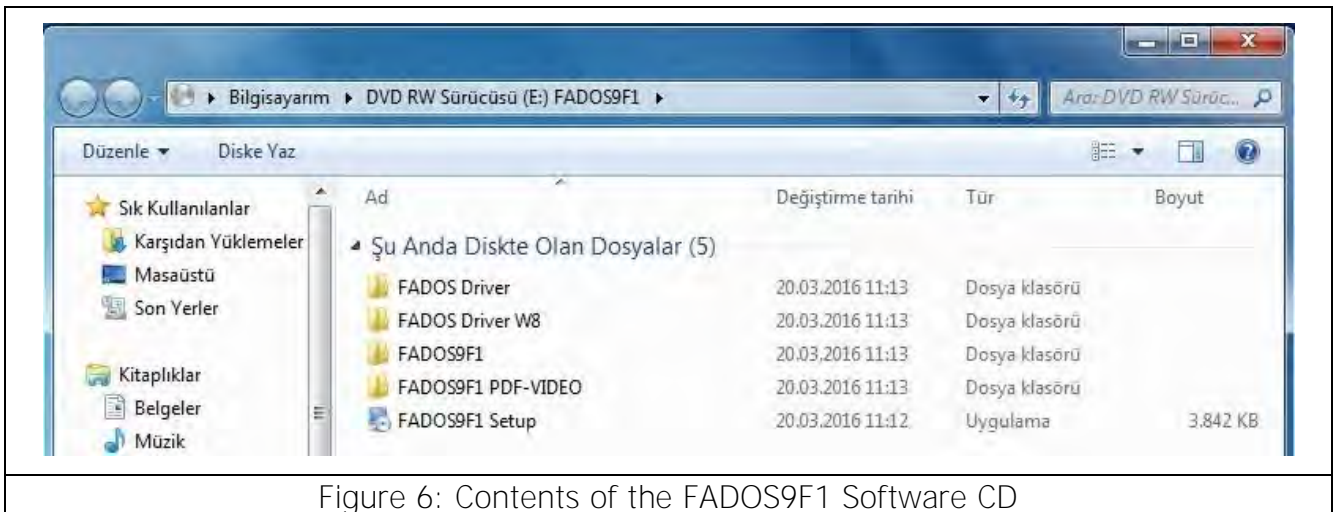 Bilgisayarım ▸ DVD RW Sürücüsü (E:) FADOS9F1 ▸
Ara: DVD RW Sürüc...
Düzenle Diske Yaz
Sık Kullanılanlar
Karşıdan Yüklemeler
Masaüstü
Son Yerler
Kitaplıklar
Belgeler
Müzik
Ad Değiştirme tarihi Tür Boyut
Şu Anda Diskte Olan Dosyalar (5)
FADOS Driver 20.03.2016 11:13 Dosya klasörü
FADOS Driver W8 20.03.2016 11:13 Dosya klasörü
FADOS9F1 20.03.2016 11:13 Dosya klasörü
FADOS9F1 PDF-VIDEO 20.03.2016 11:13 Dosya klasörü
FADOS9F1 Setup 20.03.2016 11:12 Uygulama 3.842 KB
Figure 6: Contents of the FADOS9F1 Software CD